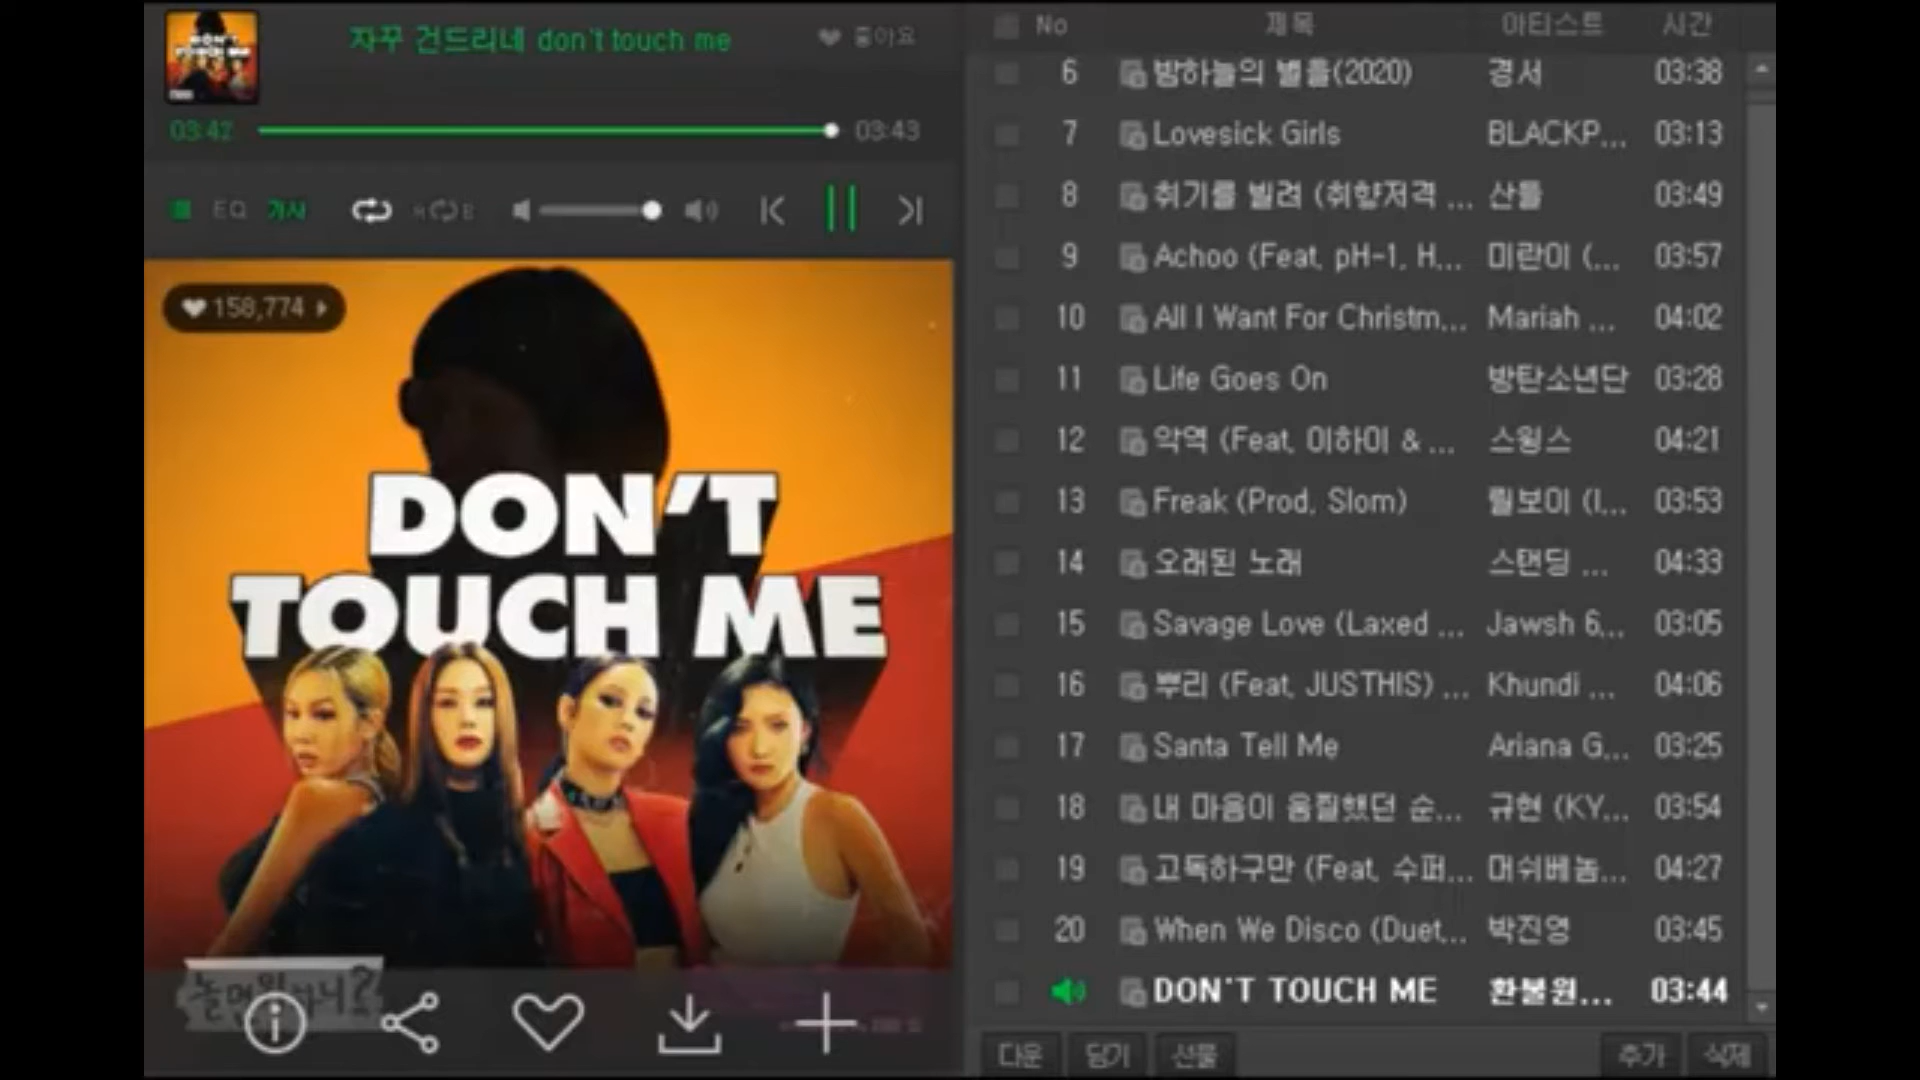 자꾸 건드리네 don't touch me
좋아요
03:42
03:43
EQ 가사
A B
158,774
DON'T
TOUCH ME
DON'T
TOUCH ME
놀면
No 제목 아티스트 시간
6 밤하늘의 별을(2020) 경서 03:38
7 Lovesick Girls BLACKP... 03:13
8 취기를 빌려 (취향저격 ... 산들 03:49
9 Achoo (Feat. pH-1, H... 미란이 (... 03:57
10 All I Want For Christm... Mariah ... 04:02
11 Life Goes On 방탄소년단 03:28
12 악역 (Feat. 이하이 & ... 스윙스 04:21
13 Freak (Prod. Slom) 릴보이 (l... 03:53
14 오래된 노래 스탠딩 ... 04:33
15 Savage Love (Laxed ... Jawsh 6... 03:05
16 뿌리 (Feat. JUSTHIS) ... Khundi ... 04:06
17 Santa Tell Me Ariana G... 03:25
18 내 마음이 움찔했던 순... 규현 (KY... 03:54
19 고독하구만 (Feat. 수퍼... 머쉬베놈... 04:27
20 When We Disco (Duet... 박진영 03:45
DON'T TOUCH ME 환불원... 03:44
다운 담기 선물 추가 삭제